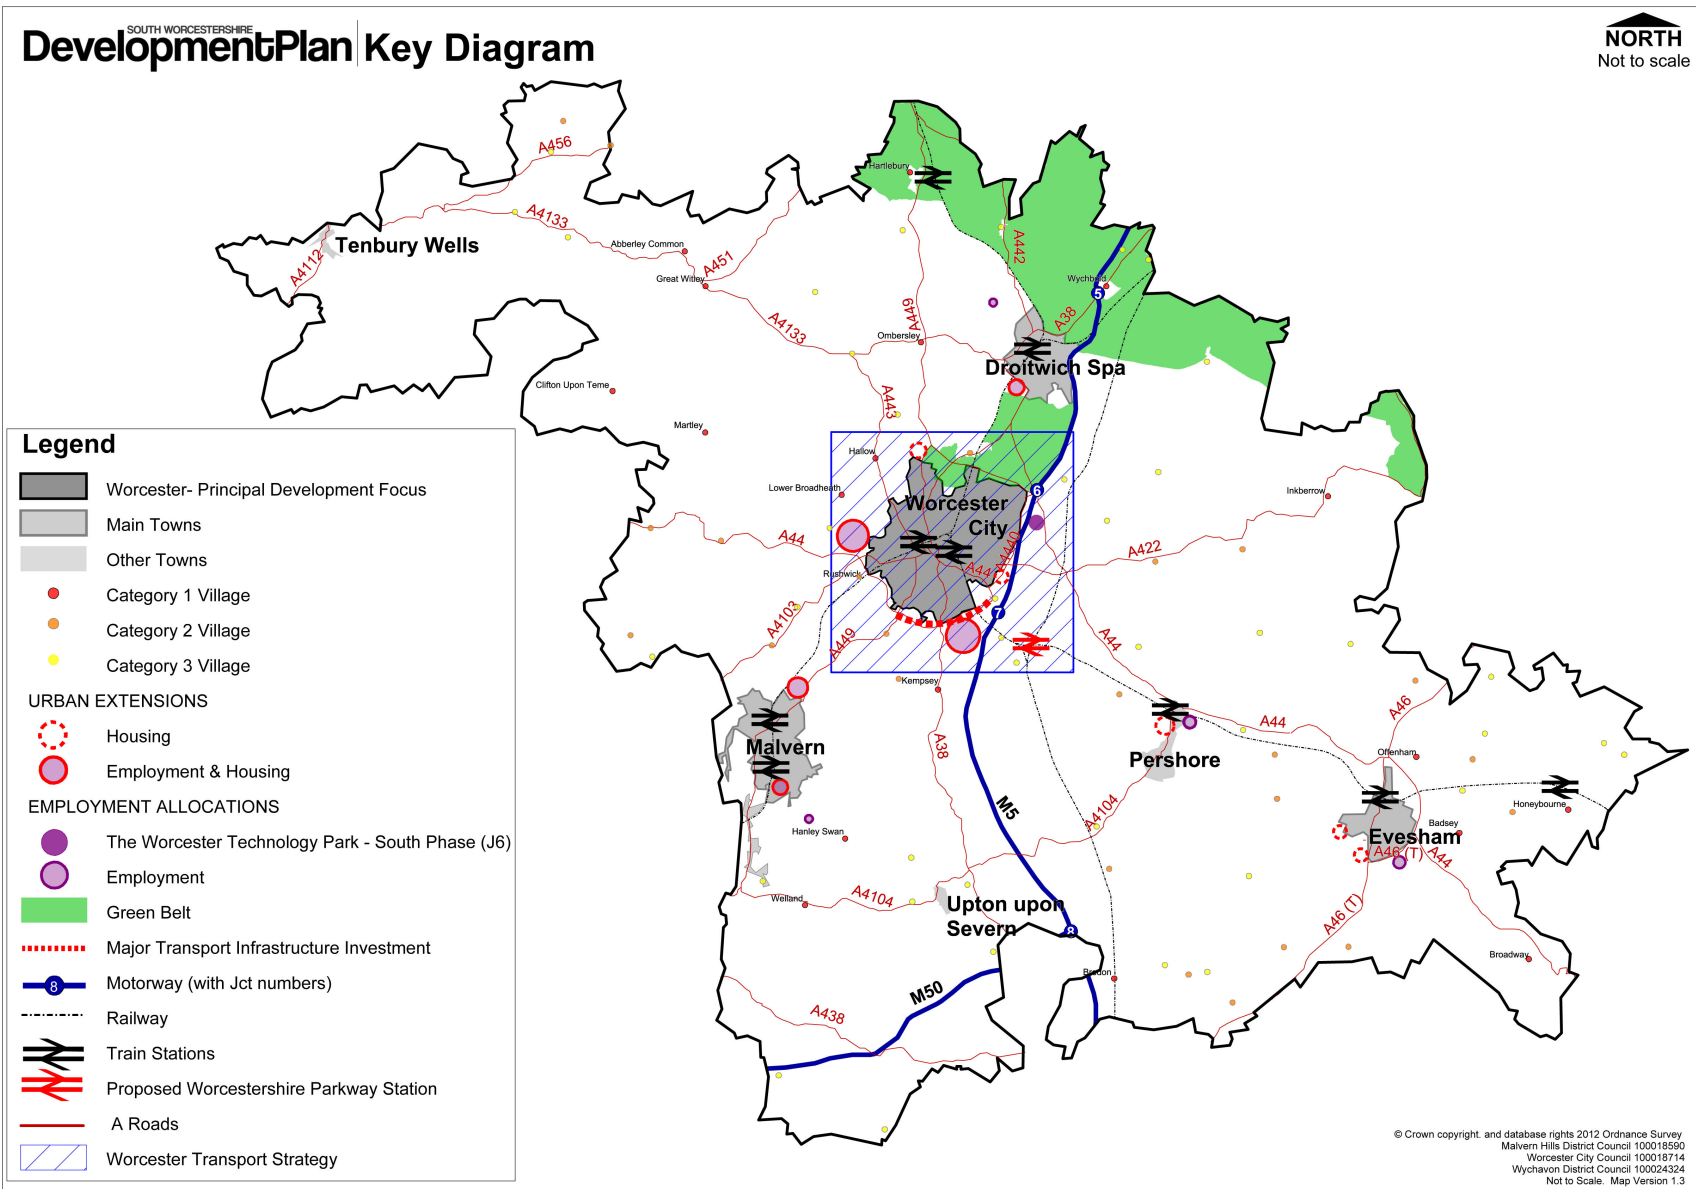 SOUTH WORCESTERSHIRE
DevelopmentPlan Key Diagram
NORTH
Not to scale
A456
A4133
Tenbury Wells
A4112
Abberley Common
Great Witley
A451
A4133
Hartlebury
A442
Wychbold
5
A38
A449
Ombersley
Droitwich Spa
Clifton Upon Teme
A443
Martley
Hallow
Lower Broadheath
Worcester
City
6
Inkberrow
A44
A4440
A44
A422
Rushwick
7
A4103
A449
A44
Kempsey
Malvern
A38
Pershore
A44
A46
Offenham
M5
A4104
Honeybourne
Badsey
Evesham
A46 (T)
A44
Hanley Swan
Welland
A4104
Upton upon
Severn
8
A46 (T)
Broadway
Bredon
M50
A438
Legend
Worcester- Principal Development Focus
Main Towns
Other Towns
Category 1 Village
Category 2 Village
Category 3 Village
URBAN EXTENSIONS
Housing
Employment & Housing
EMPLOYMENT ALLOCATIONS
The Worcester Technology Park - South Phase (J6)
Employment
Green Belt
Major Transport Infrastructure Investment
8
Motorway (with Jct numbers)
Railway
Train Stations
Proposed Worcestershire Parkway Station
A Roads
Worcester Transport Strategy
© Crown copyright. and database rights 2012 Ordnance Survey
Malvern Hills District Council 100018590
Worcester City Council 100018714
Wychavon District Council 100024324
Not to Scale. Map Version 1.3